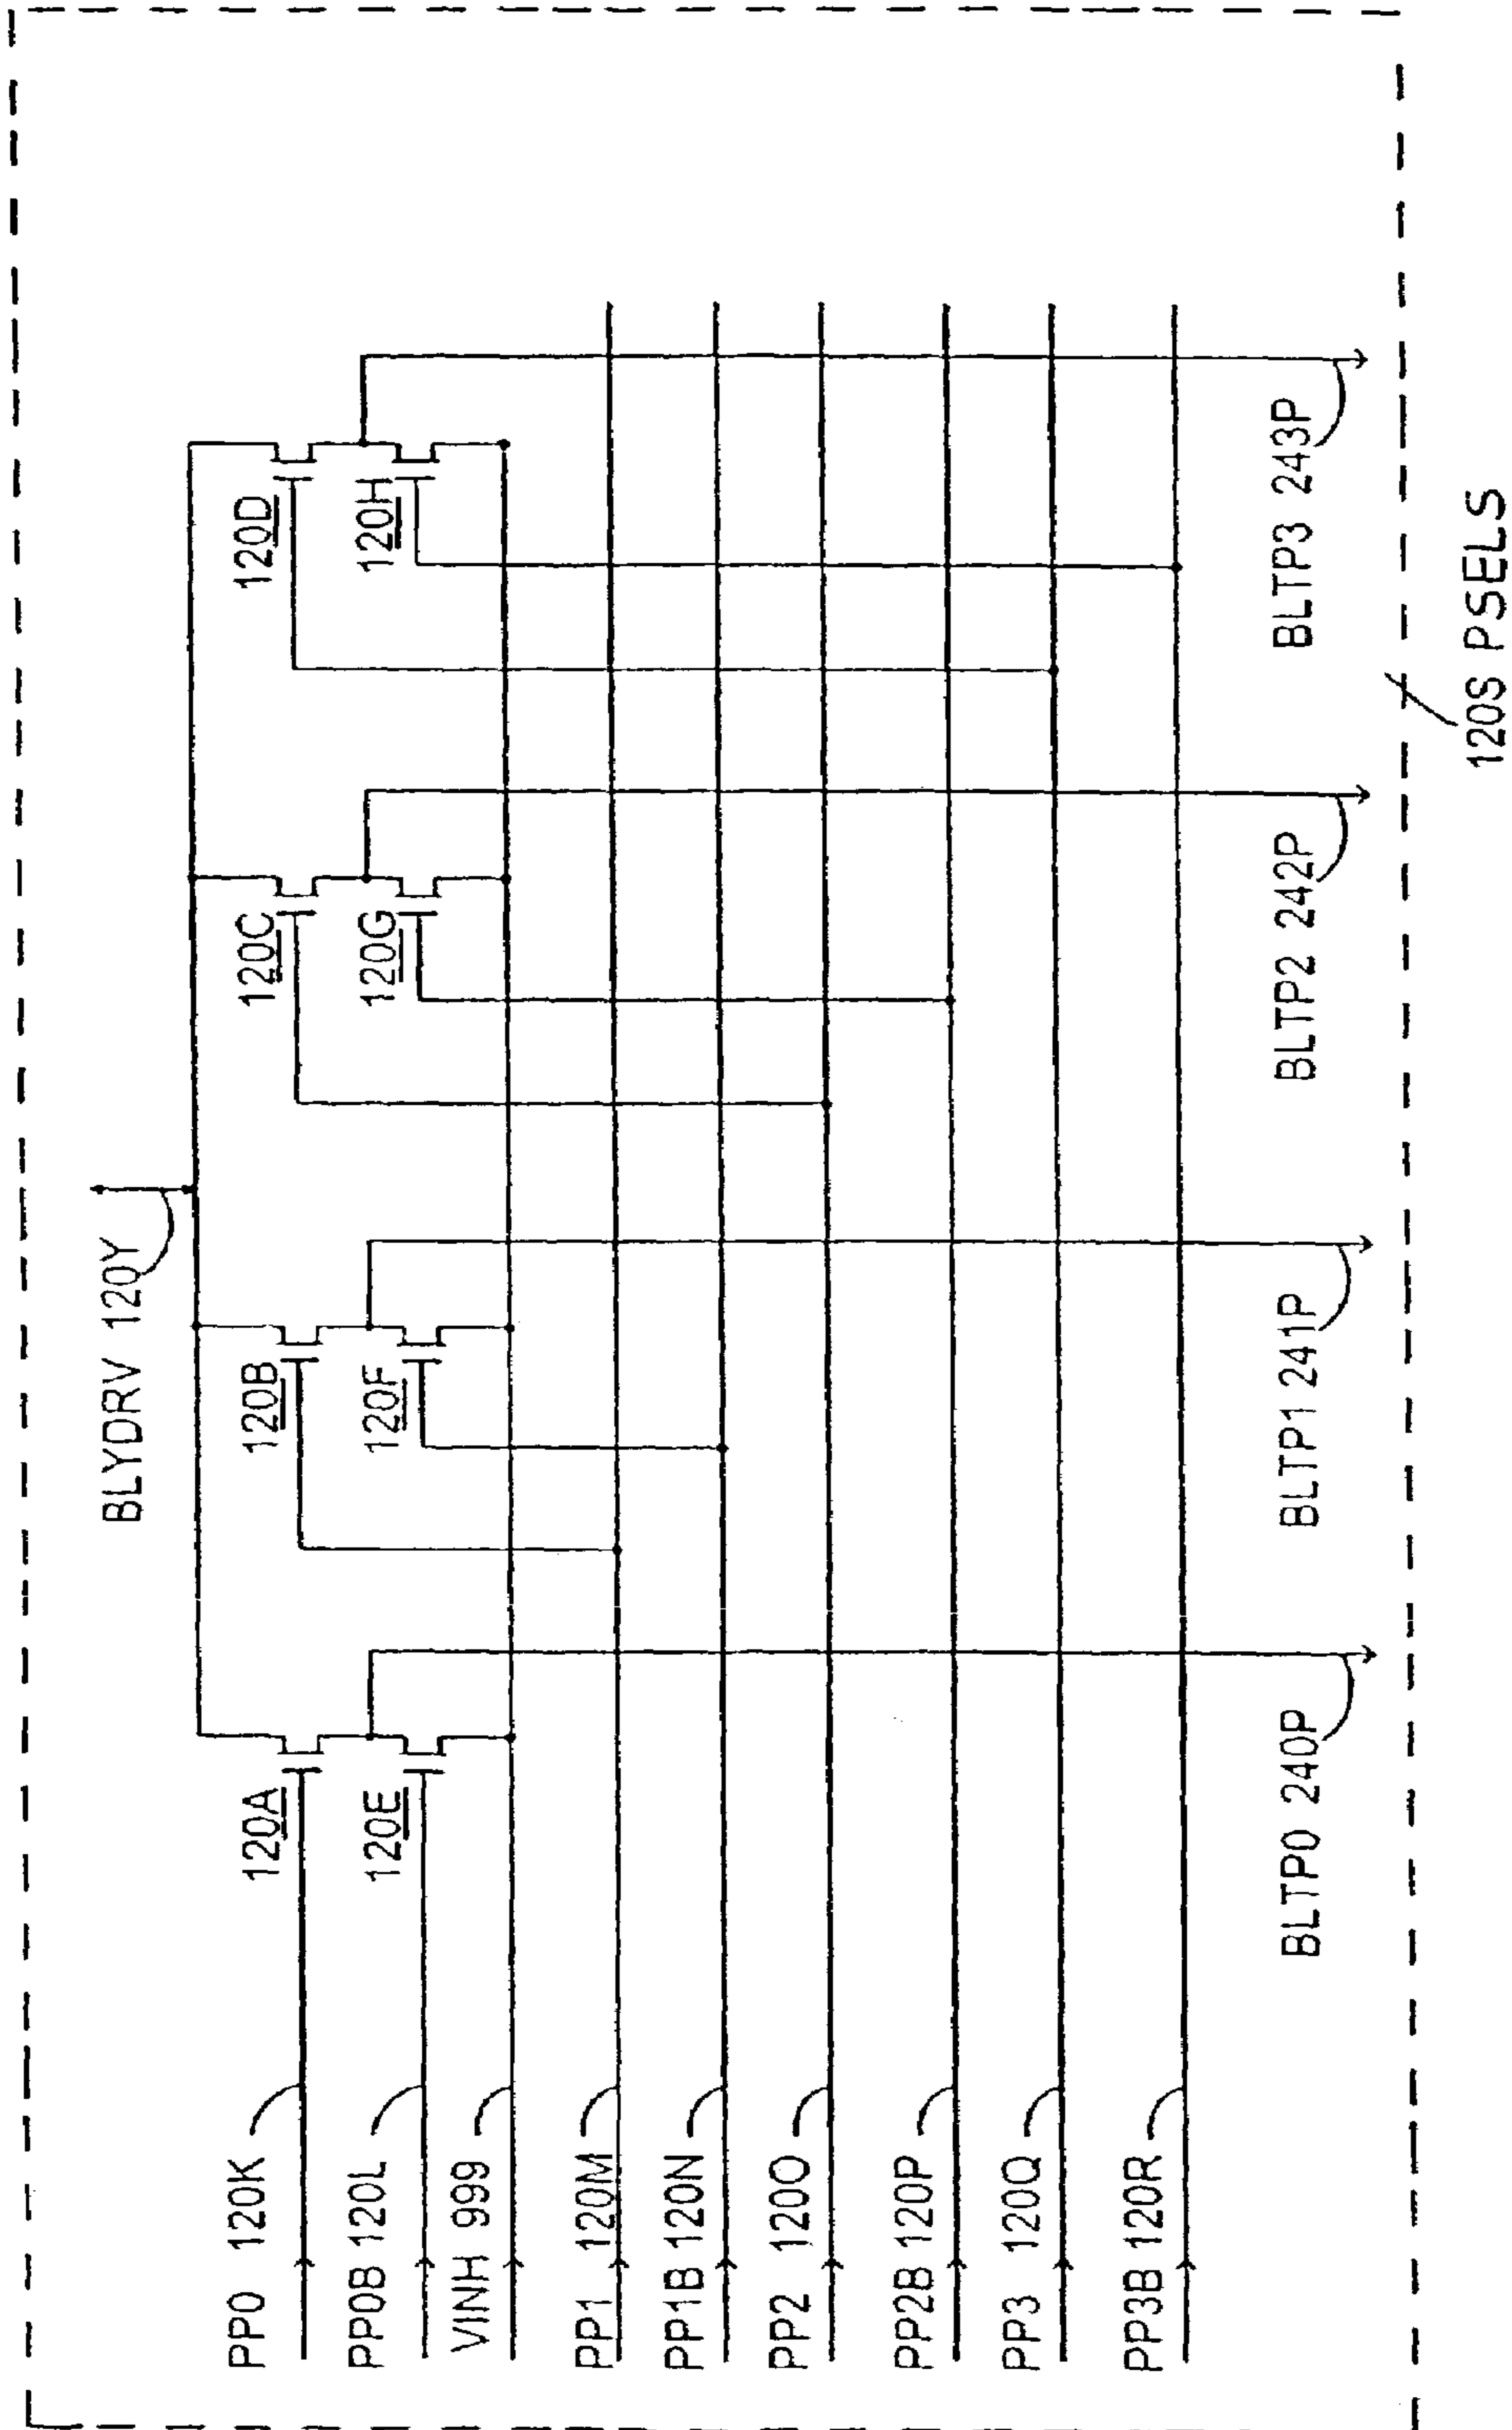 BLYDRV 120Y
120A
120B
120C
120D
120E
120F
120G
120H
PP0 120K
PP0B 120L
VINH 999
PP1 120M
PP1B 120N
PP2 120O
PP2B 120P
PP3 120Q
PP3B 120R
BLTP0 240P
BLTP1 241P
BLTP2 242P
BLTP3 243P
120S PSELS